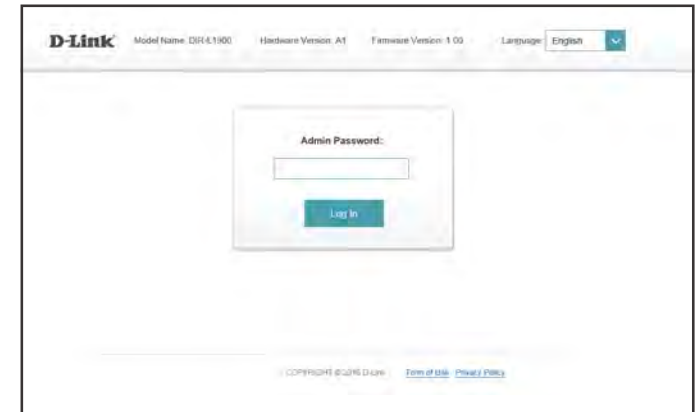 D-Link Model Name: DIR-L1900 Hardware Version: A1 Firmware Version: 1.00 Language: English
Admin Password:
Log In
COPYRIGHT © 2016 D-Link Term of Use Privacy Policy